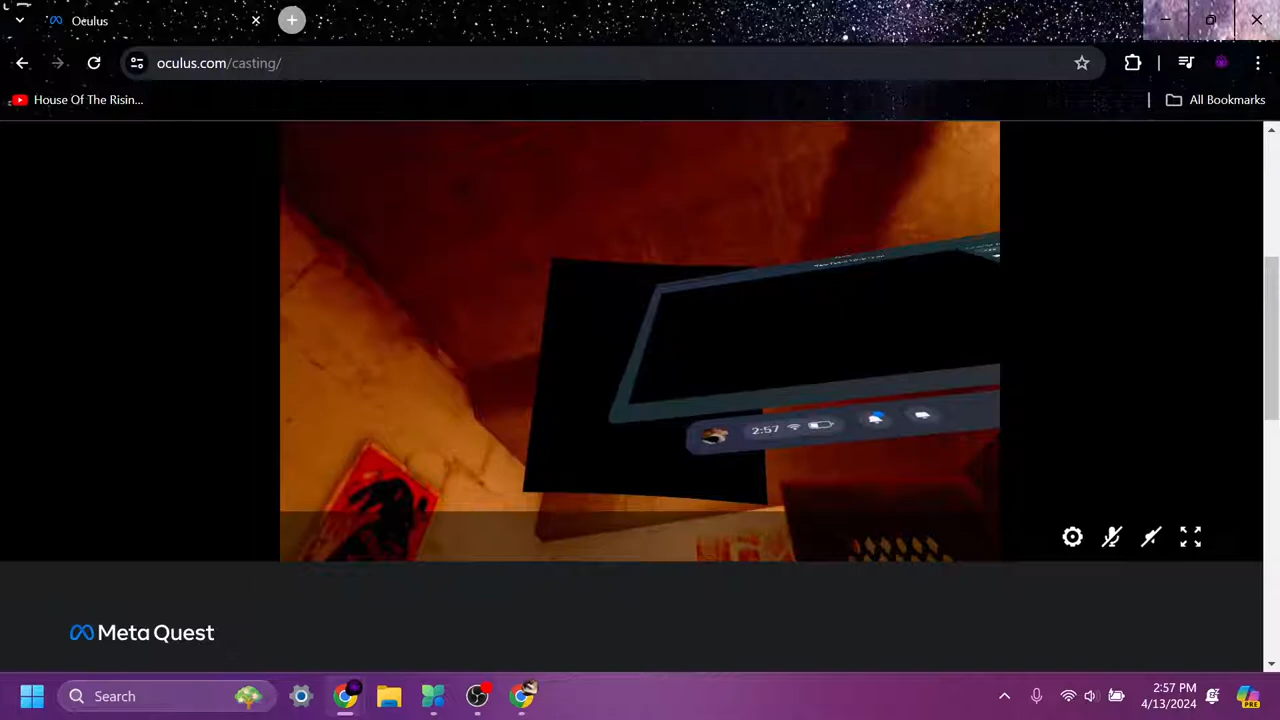 Oculus
oculus.com/casting/
House Of The Risin...
All Bookmarks
2:57
Meta Quest
Search
PRE
2:57 PM
4/13/2024